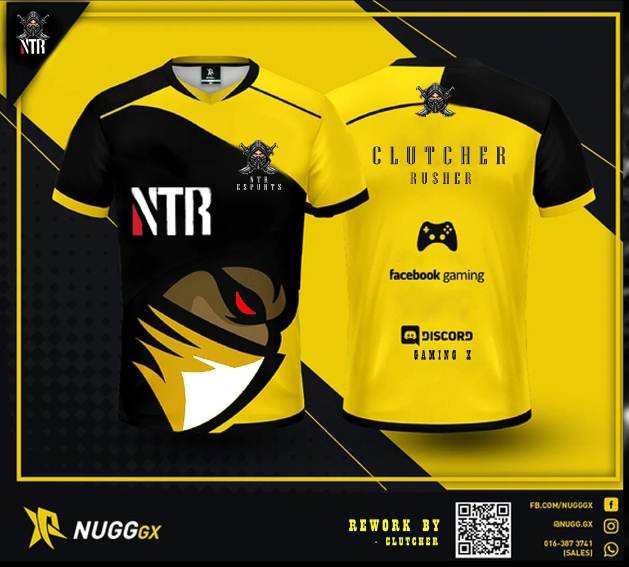 NTR
NTR
NTR
ESPORTS
CLUTCHER
RUSHER
facebook gaming
DISCORD
GAMING X
NUGGGX
REWORK BY
- CLUTCHER
FB.COM/NUGGGX
@NUGG.GX
016-387 3741
(SALES)